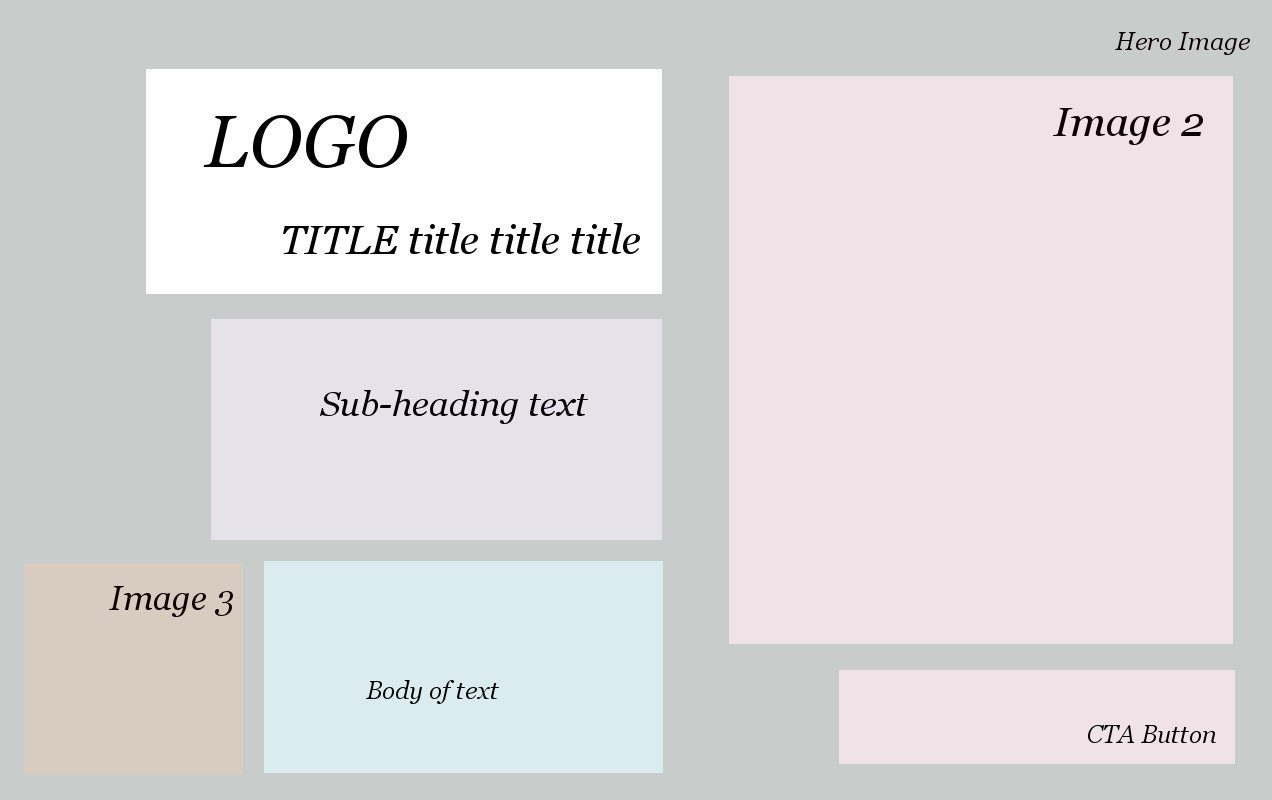 Hero Image
LOGO
TITLE title title title
Image 2
Sub-heading text
Image 3
Body of text
CTA Button